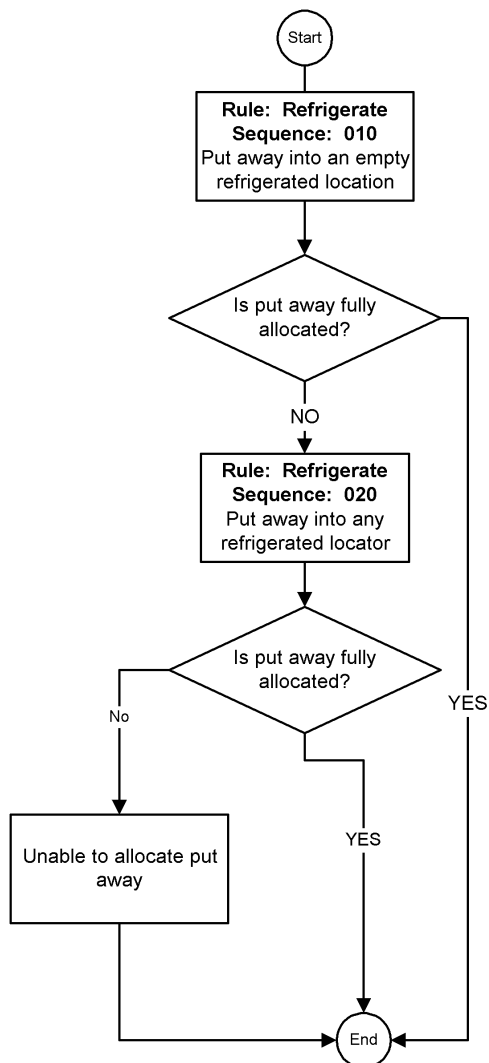 Start
Rule: Refrigerate
Sequence: 010
Put away into an empty
refrigerated location
Is put away fully
allocated?
NO
Rule: Refrigerate
Sequence: 020
Put away into any
refrigerated locator
Is put away fully
allocated?
YES
No
YES
Unable to allocate put
away
End